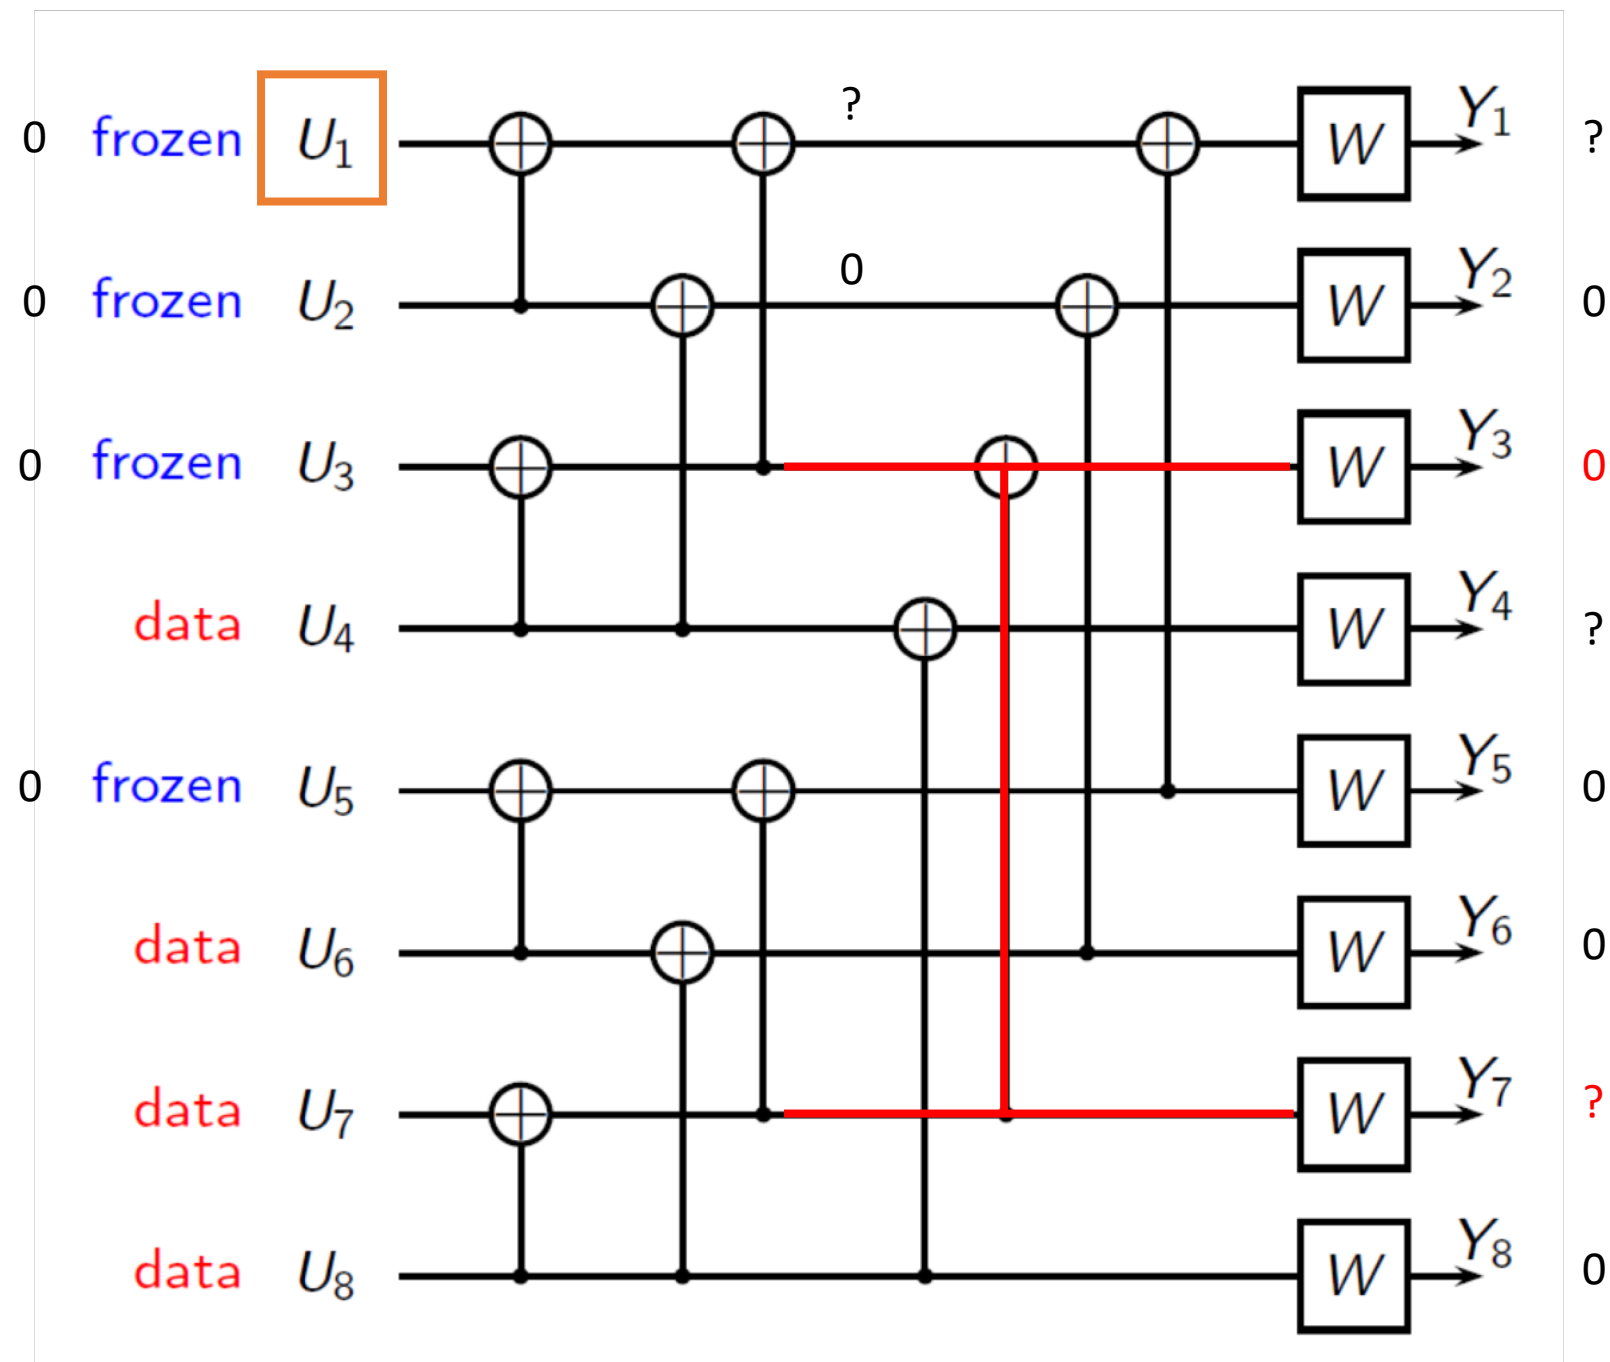 ?
0 frozen U1 W Y1 ?
0
0 frozen U2 W Y2 0
0 frozen U3 W Y3 0
data U4 W Y4 ?
0 frozen U5 W Y5 0
data U6 W Y6 0
data U7 W Y7 ?
data U8 W Y8 0